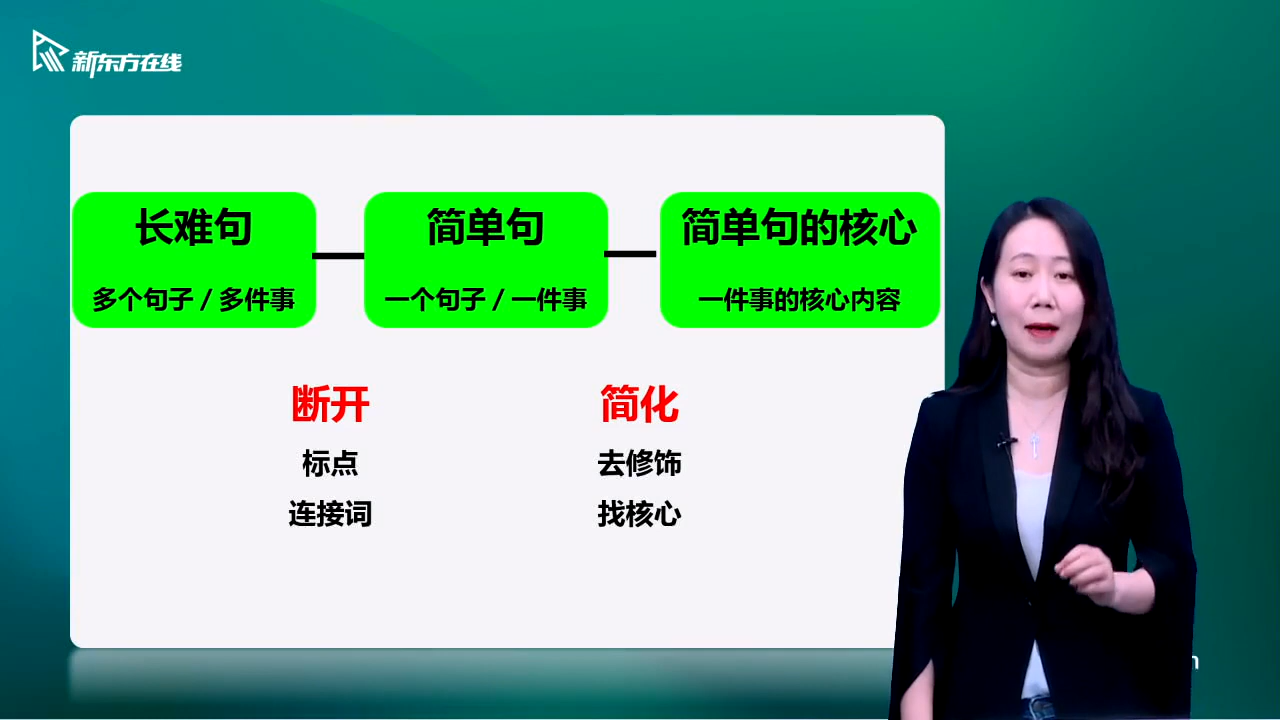 新东方在线
长难句
多个句子 / 多件事
简单句
一个句子 / 一件事
简单句的核心
一件事的核心内容
断开
标点
连接词
简化
去修饰
找核心